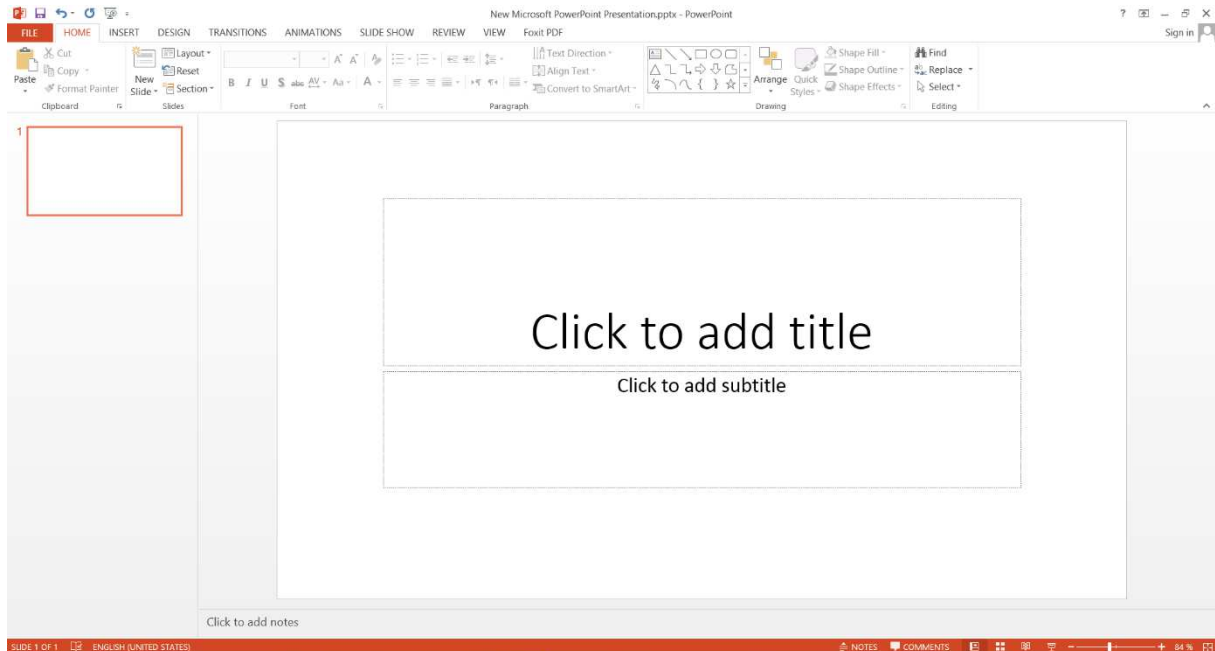 New Microsoft PowerPoint Presentation.pptx - PowerPoint
FILE HOME INSERT DESIGN TRANSITIONS ANIMATIONS SLIDE SHOW REVIEW VIEW Foxit PDF Sign in
Paste
Cut
Copy
Format Painter
Clipboard
New Slide
Layout
Reset
Section
Slides
B I U S abc AV Aa A
Font
Paragraph
Text Direction
Align Text
Convert to SmartArt
Arrange
Quick Styles
Shape Fill
Shape Outline
Shape Effects
Drawing
Find
Replace
Select
Editing
1
Click to add title
Click to add subtitle
Click to add notes
SLIDE 1 OF 1 ENGLISH (UNITED STATES) NOTES COMMENTS 84 %